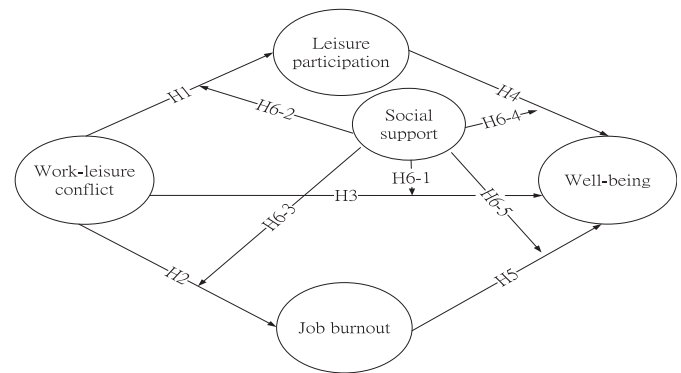 Leisure
participation
H1
H6-2
Social
support
H6-4
H4
Work-leisure
conflict
H6-1
Well-being
H3
H6-3
H6-5
H2
H5
Job burnout